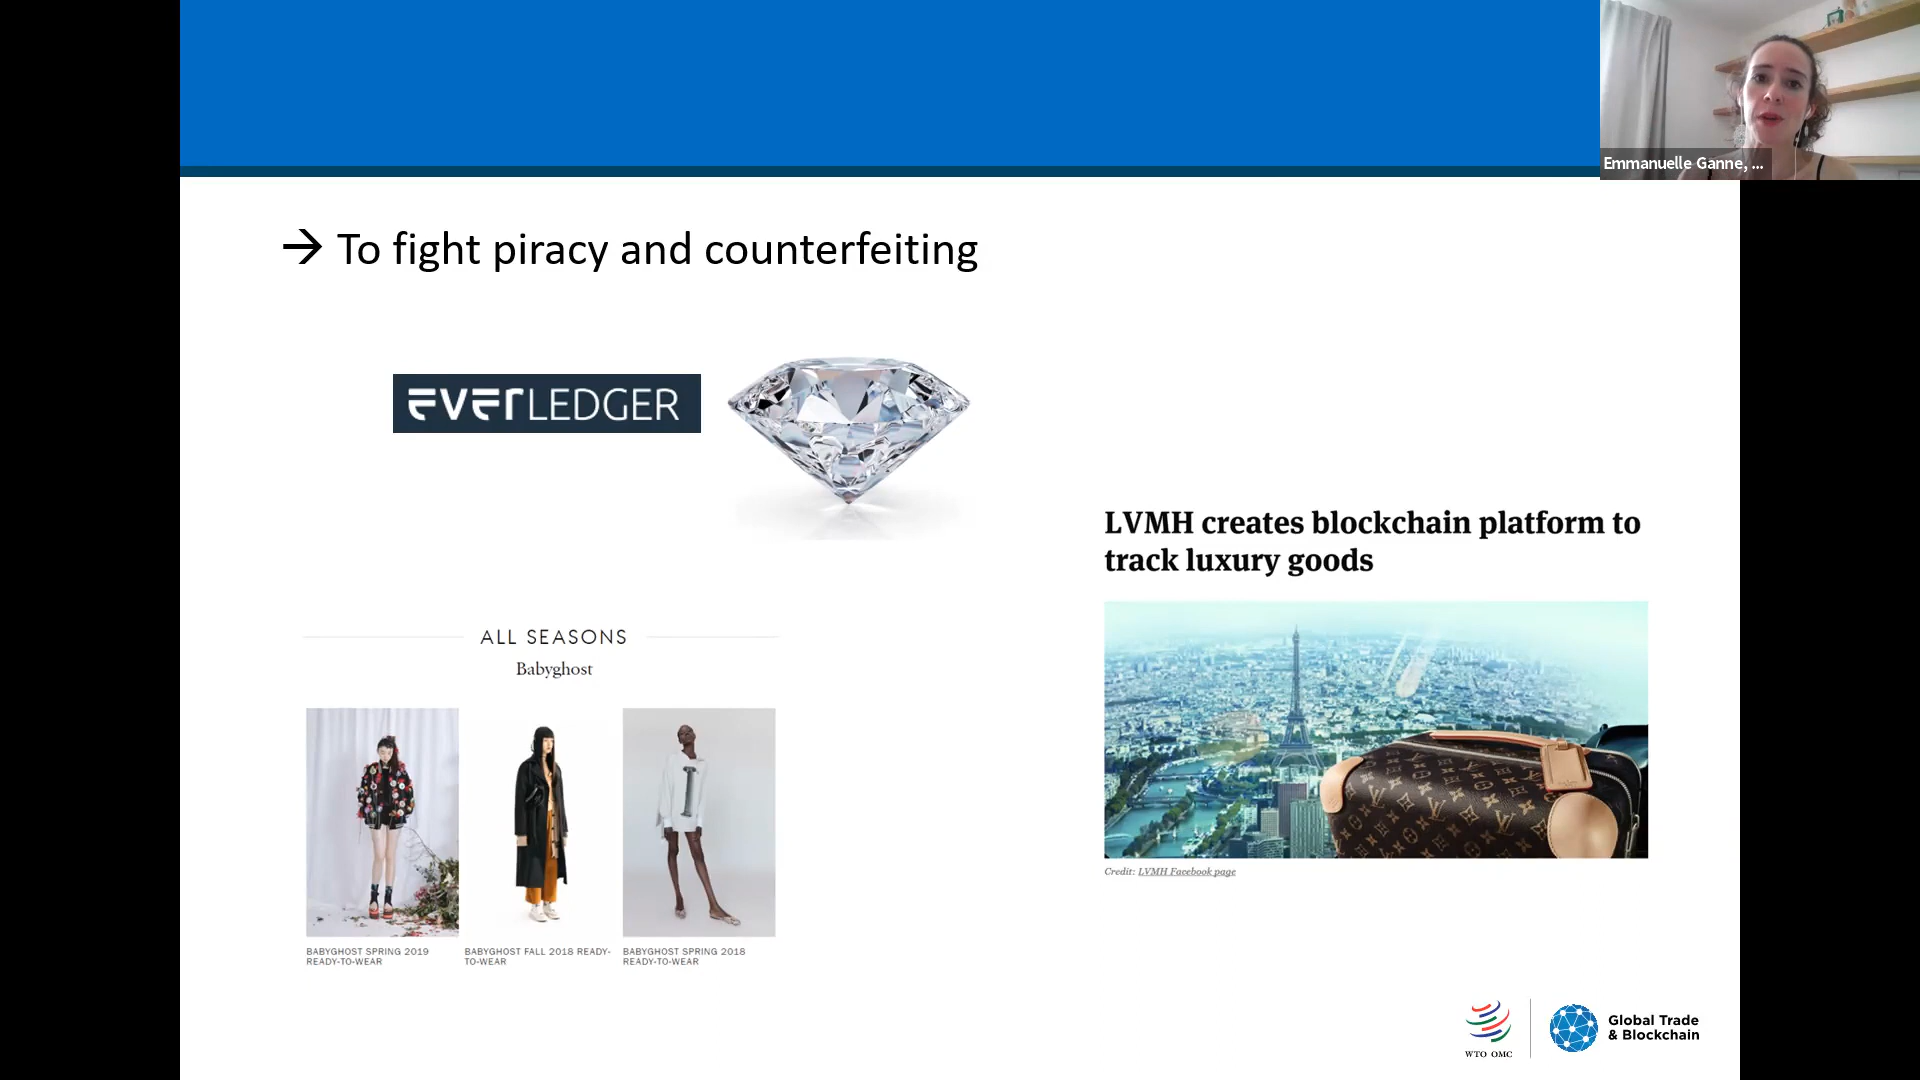 Emmanuelle Ganne, ...
→ To fight piracy and counterfeiting
EVERLEDGER
LVMH creates blockchain platform to
track luxury goods
Credit: LVMH Facebook page
ALL SEASONS
Babyghost
BABYGHOST SPRING 2019
READY-TO-WEAR
BABYGHOST FALL 2018 READY-
TO-WEAR
BABYGHOST SPRING 2018
READY-TO-WEAR
WTO OMC
Global Trade
& Blockchain